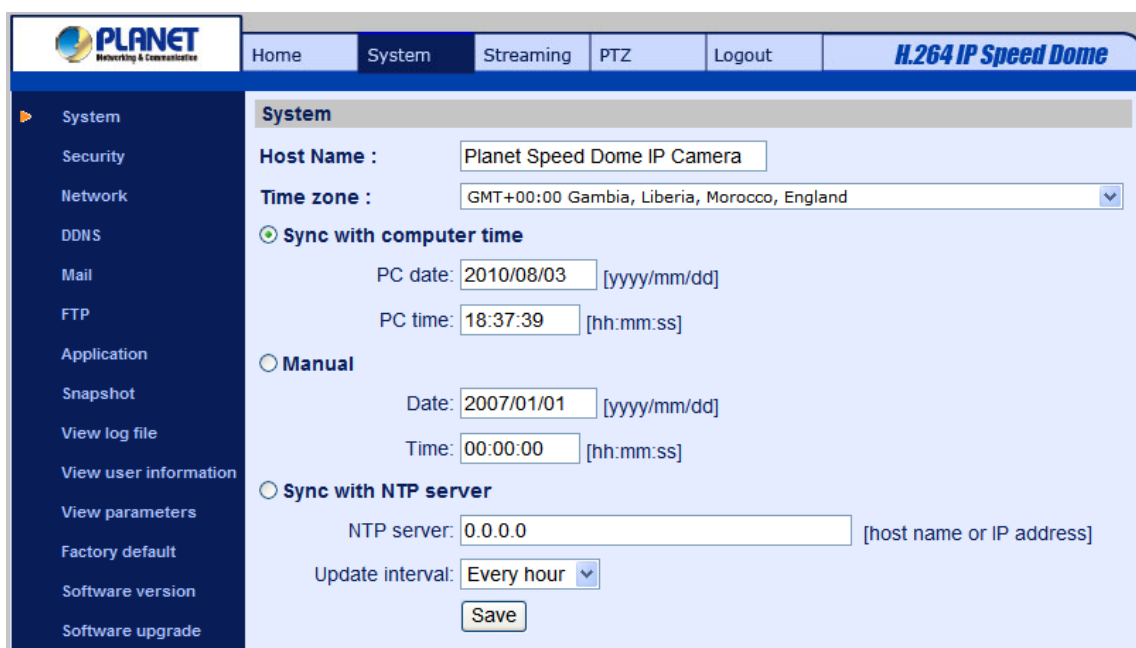 PLANET
Networking & Communication
Home System Streaming PTZ Logout H.264 IP Speed Dome
System
Security
Network
DDNS
Mail
FTP
Application
Snapshot
View log file
View user information
View parameters
Factory default
Software version
Software upgrade
System
Host Name : Planet Speed Dome IP Camera
Time zone : GMT+00:00 Gambia, Liberia, Morocco, England
Sync with computer time
PC date: 2010/08/03 [yyyy/mm/dd]
PC time: 18:37:39 [hh:mm:ss]
Manual
Date: 2007/01/01 [yyyy/mm/dd]
Time: 00:00:00 [hh:mm:ss]
Sync with NTP server
NTP server: 0.0.0.0 [host name or IP address]
Update interval: Every hour
Save